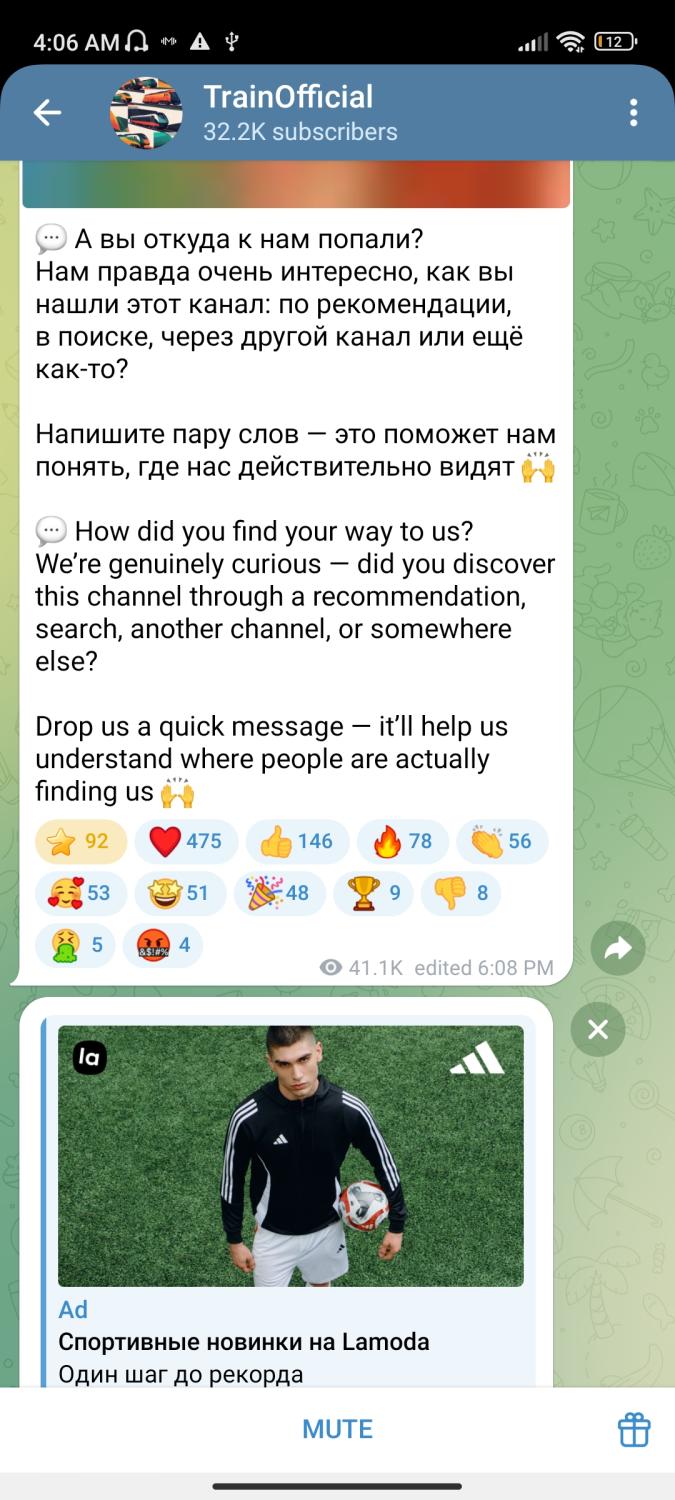 4:06 AM
12
TrainOfficial
32.2K subscribers
💬 А вы откуда к нам попали?
Нам правда очень интересно, как вы
нашли этот канал: по рекомендации,
в поиске, через другой канал или ещё
как-то?
Напишите пару слов — это поможет нам
понять, где нас действительно видят 🙌
💬 How did you find your way to us?
We’re genuinely curious — did you discover
this channel through a recommendation,
search, another channel, or somewhere
else?
Drop us a quick message — it’ll help us
understand where people are actually
finding us 🙌
⭐ 92 ❤️ 475 👍 146 🔥 78 👏 56
🥰 53 🤩 51 🎉 48 🏆 9 👎 8
🤮 5 🤬 4
41.1K edited 6:08 PM
la
Ad
Спортивные новинки на Lamoda
Один шаг до рекорда
MUTE